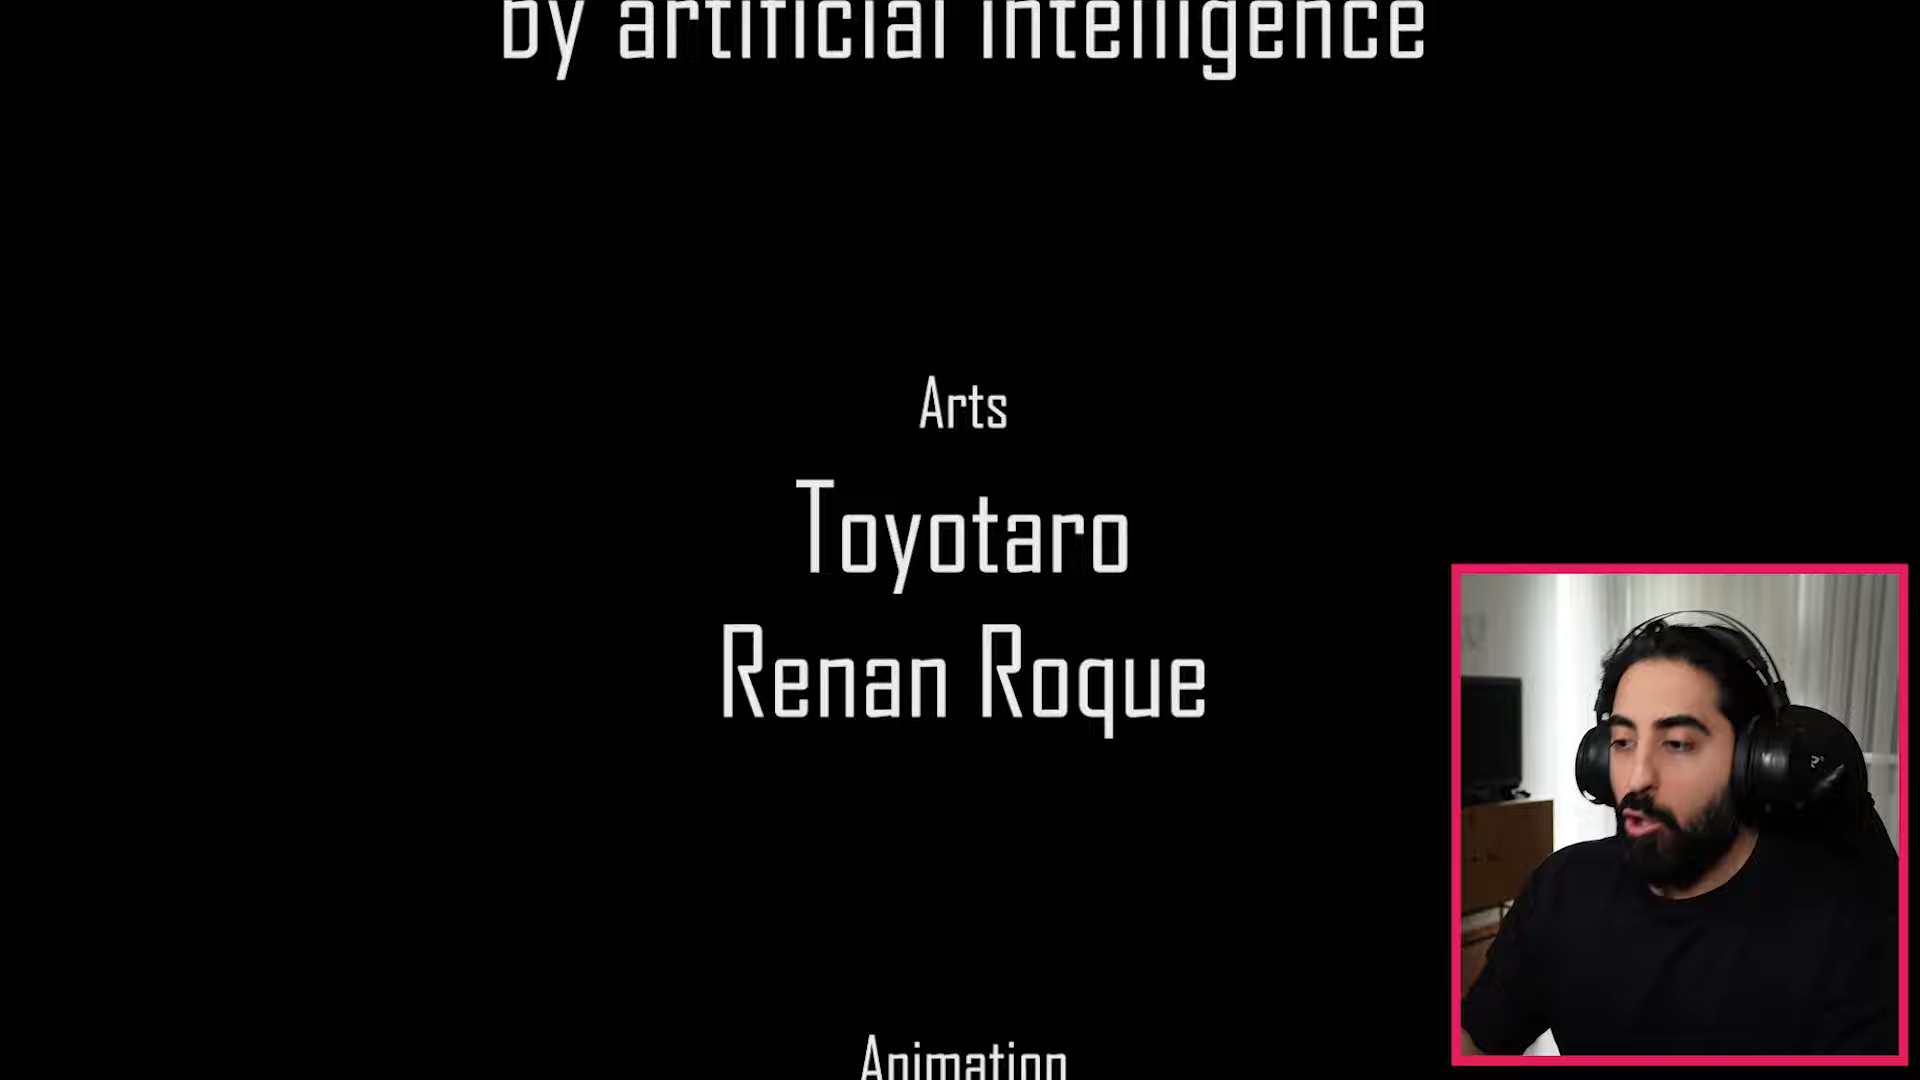 by artificial intelligence
Arts
Toyotaro
Renan Roque
Animation